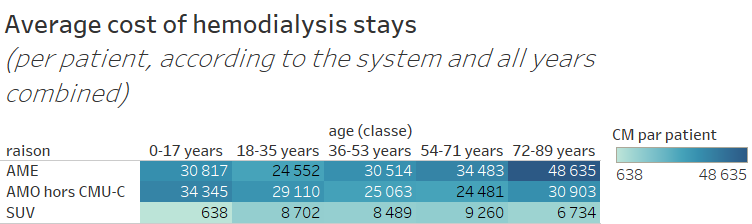 Average cost of hemodialysis stays
(per patient, according to the system and all years
combined)
age (classe)
raison 0-17 years 18-35 years 36-53 years 54-71 years 72-89 years
AME 30 817 24 552 30 514 34 483 48 635
AMO hors CMU-C 34 345 29 110 25 063 24 481 30 903
SUV 638 8 702 8 489 9 260 6 734
CM par patient
638 48 635